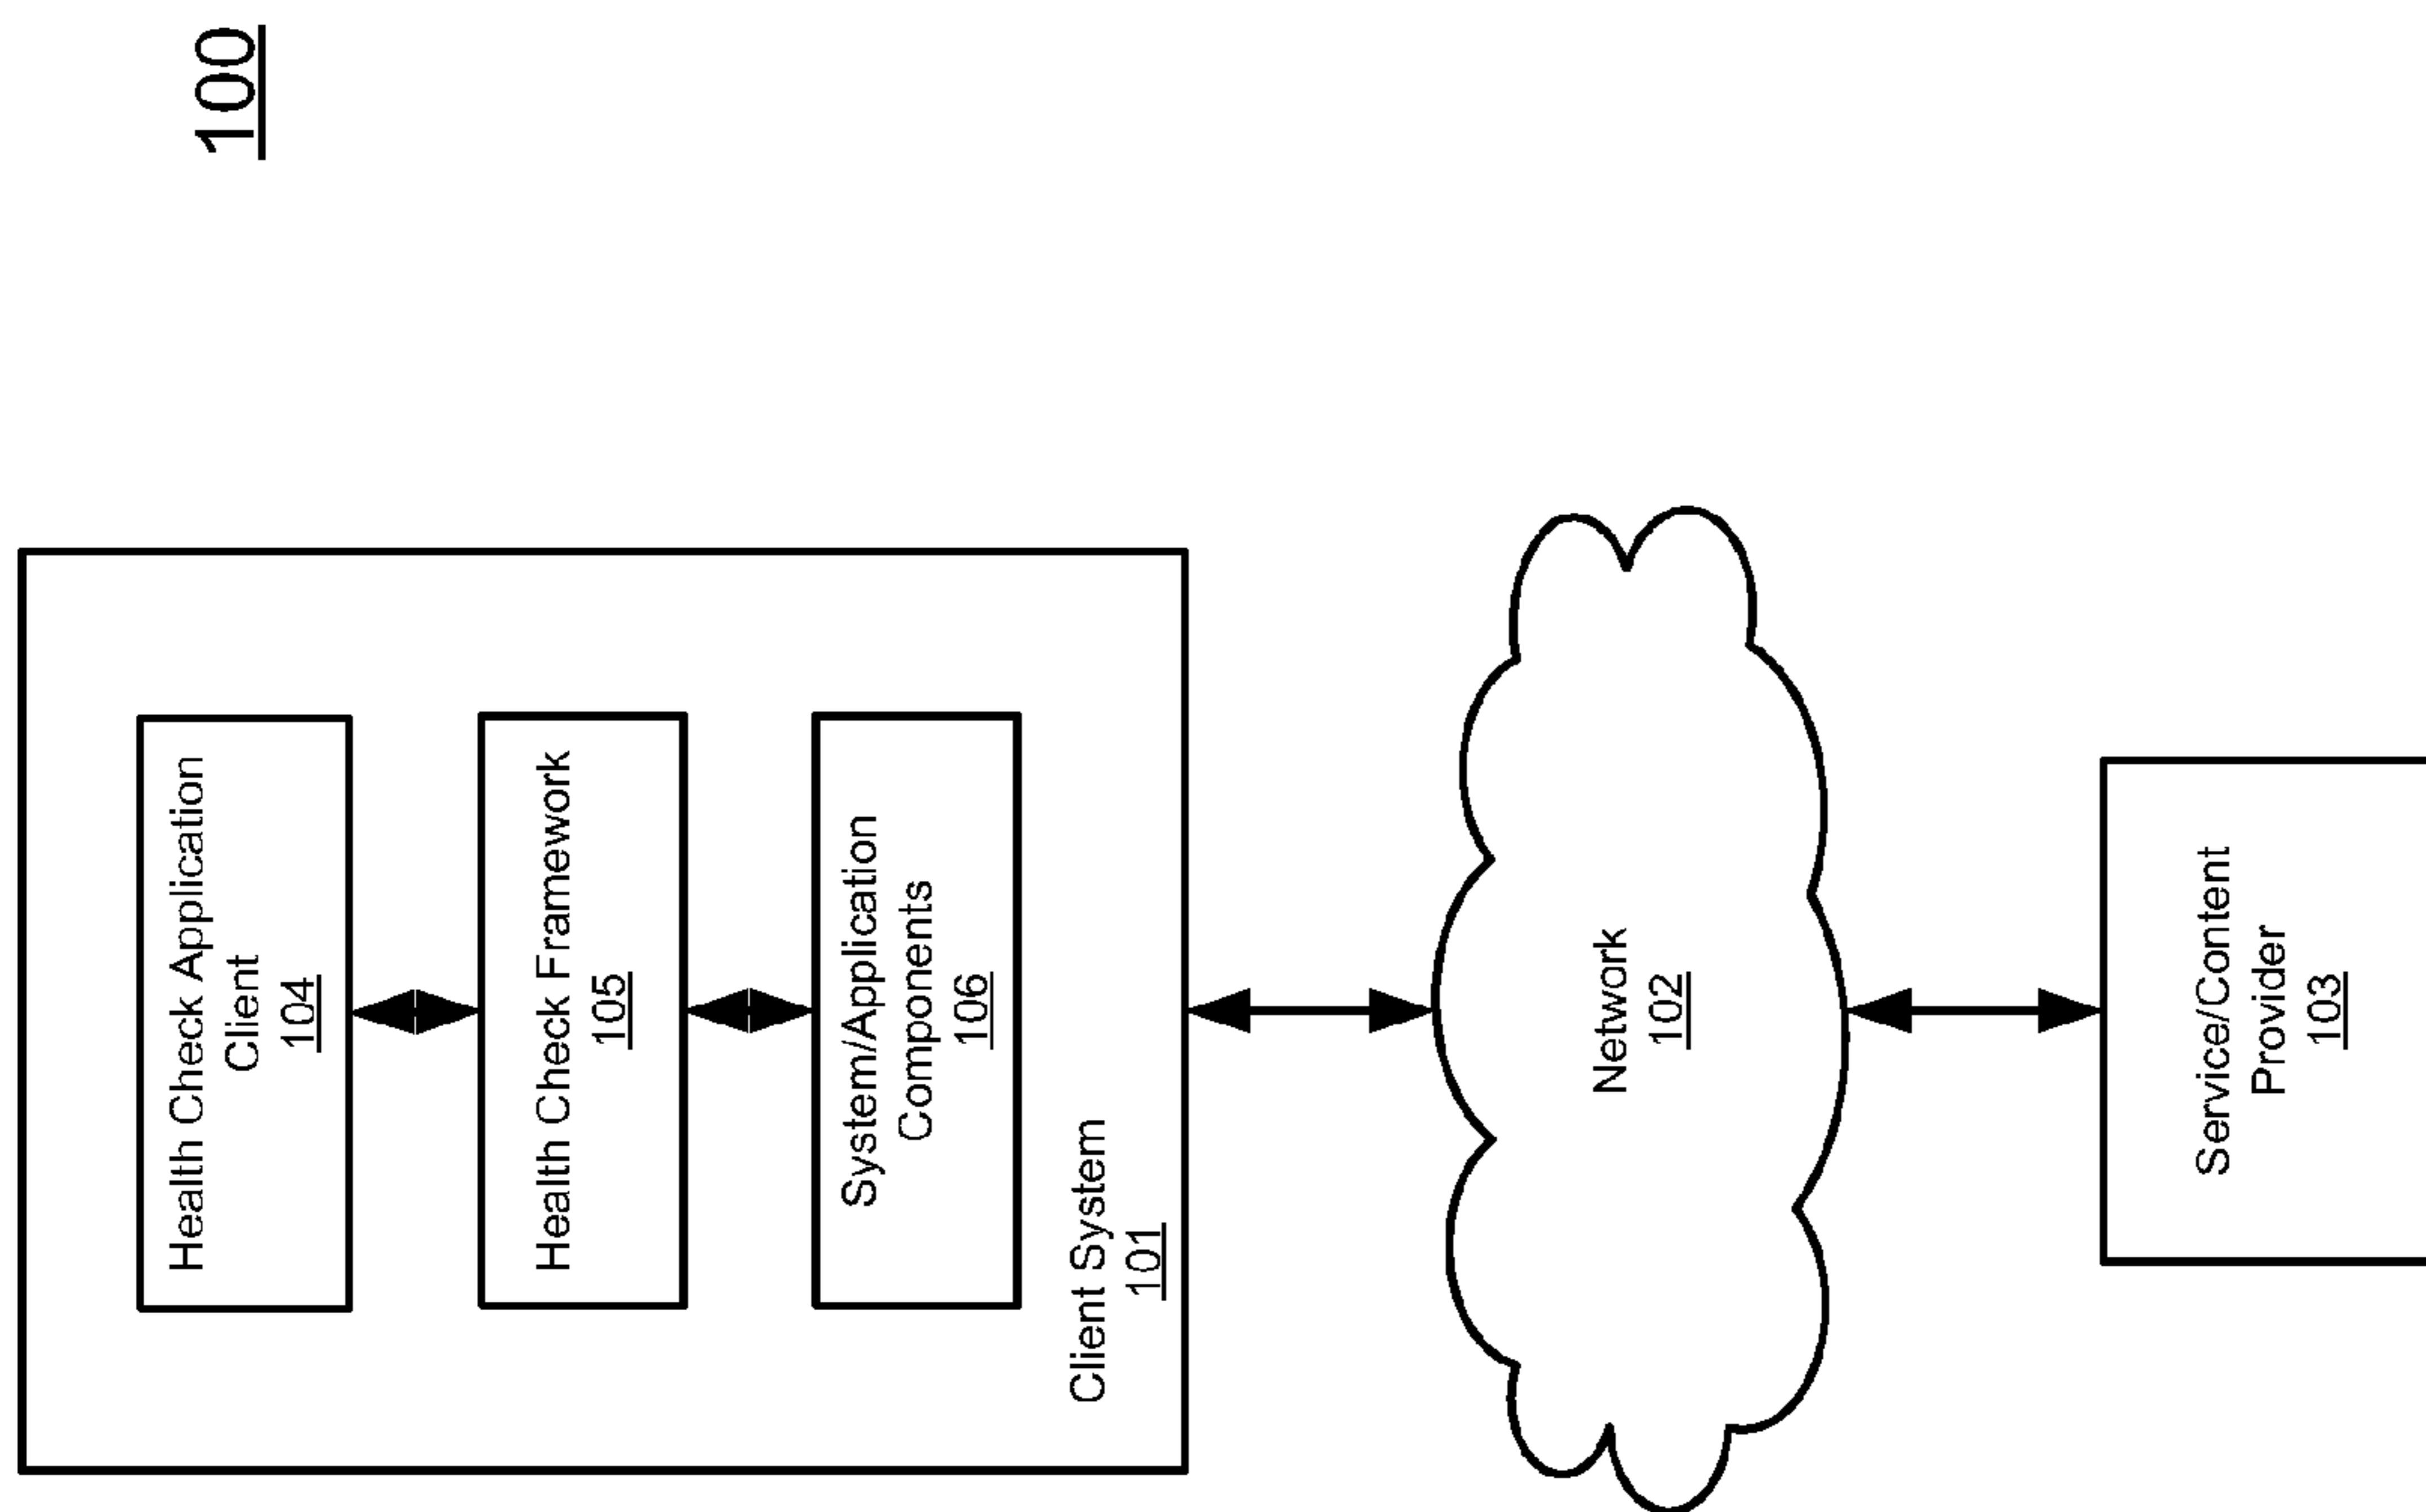 100
Health Check Application
Client
104
Health Check Framework
105
System/Application
Components
106
Client System
101
Network
102
Service/Content
Provider
103